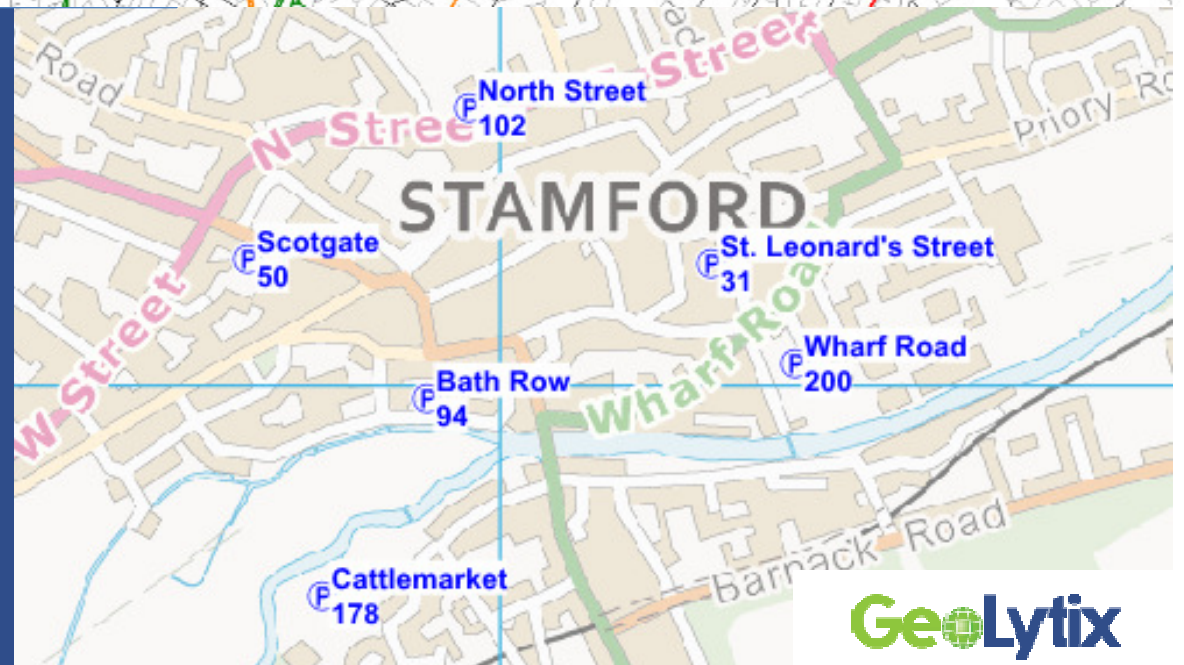 Road
N Street
N Street
North Street
102
Priory Ro
STAMFORD
Scotgate
50
St. Leonard's Street
31
W Street
Wharf Road
Wharf Road
200
Bath Row
94
Barnack Road
Cattlemarket
178
GeoLytix